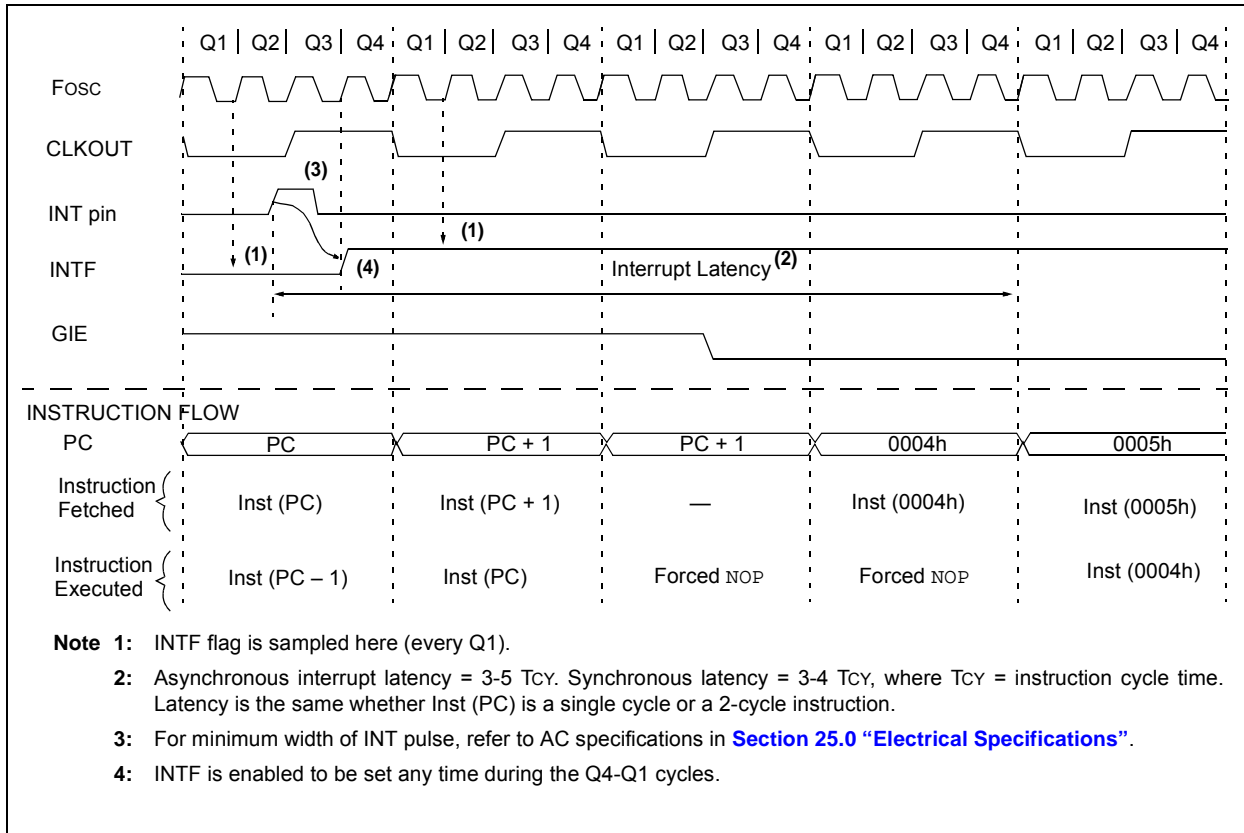 Q1 | Q2 | Q3 | Q4 Q1 | Q2 | Q3 | Q4 Q1 | Q2 | Q3 | Q4 Q1 | Q2 | Q3 | Q4 Q1 | Q2 | Q3 | Q4
FOSC
CLKOUT
(3)
INT pin
(1)
(1)
INTF
(4)
Interrupt Latency (2)
GIE
INSTRUCTION FLOW
PC PC PC + 1 PC + 1 0004h 0005h
Instruction
Fetched
Inst (PC) Inst (PC + 1) — Inst (0004h) Inst (0005h)
Instruction
Executed
Inst (PC – 1) Inst (PC) Forced NOP Forced NOP Inst (0004h)
Note 1: INTF flag is sampled here (every Q1).
2: Asynchronous interrupt latency = 3-5 TCY. Synchronous latency = 3-4 TCY, where TCY = instruction cycle time.
Latency is the same whether Inst (PC) is a single cycle or a 2-cycle instruction.
3: For minimum width of INT pulse, refer to AC specifications in Section 25.0 “Electrical Specifications”.
4: INTF is enabled to be set any time during the Q4-Q1 cycles.